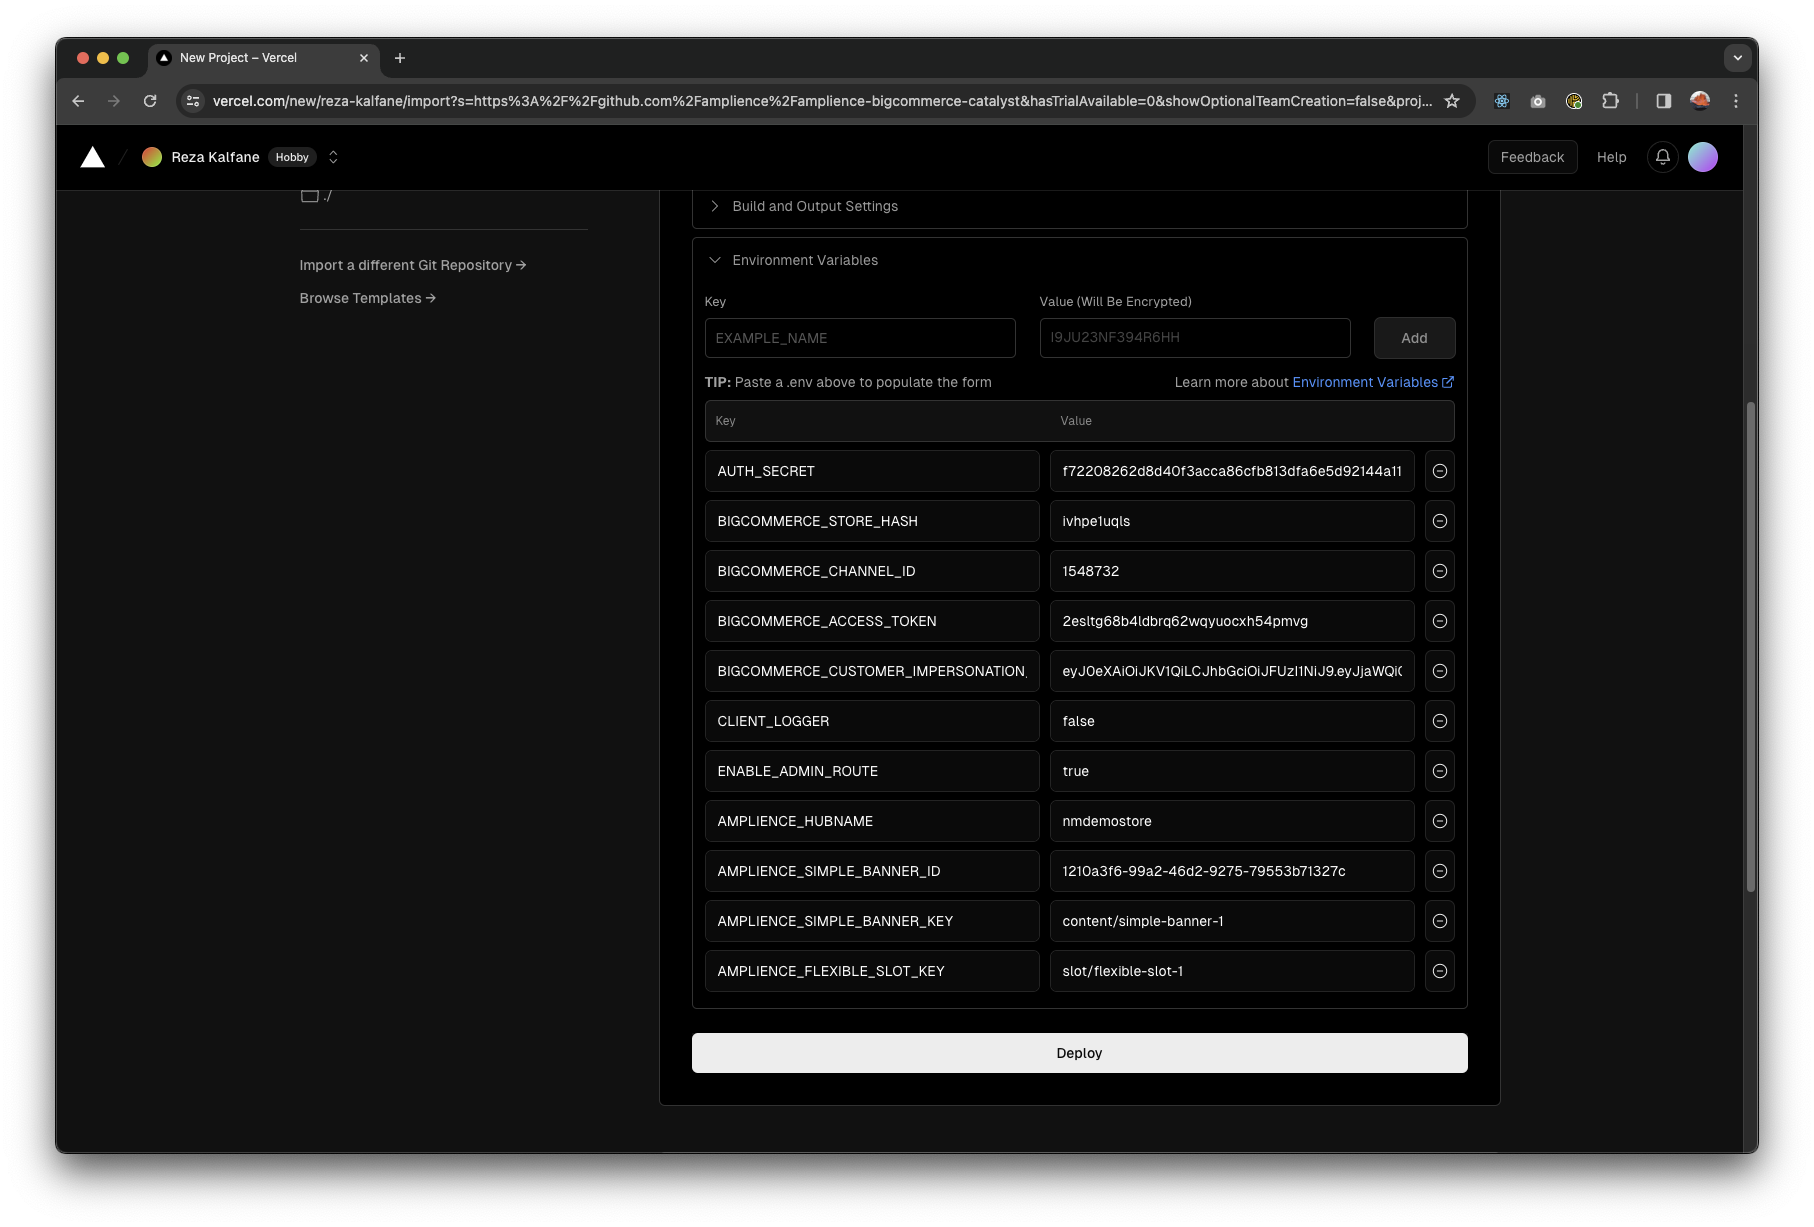 New Project – Vercel
vercel.com/new/reza-kalfane/import?s=https%3A%2F%2Fgithub.com%2Famplience%2Famplience-bigcommerce-catalyst&hasTrialAvailable=0&showOptionalTeamCreation=false&proj...
Reza Kalfane Hobby
Feedback Help
./
Import a different Git Repository →
Browse Templates →
Build and Output Settings
Environment Variables
Key Value (Will Be Encrypted)
EXAMPLE_NAME I9JU23NF394R6HH Add
TIP: Paste a .env above to populate the form Learn more about Environment Variables
Key Value
AUTH_SECRET f72208262d8d40f3acca86cfb813dfa6e5d92144a11
BIGCOMMERCE_STORE_HASH ivhpe1uqls
BIGCOMMERCE_CHANNEL_ID 1548732
BIGCOMMERCE_ACCESS_TOKEN 2esltg68b4ldbrq62wqyuocxh54pmvg
BIGCOMMERCE_CUSTOMER_IMPERSONATION_ eyJ0eXAiOiJKV1QiLCJhbGciOiJFUzI1NiJ9.eyJjaWQiO
CLIENT_LOGGER false
ENABLE_ADMIN_ROUTE true
AMPLIENCE_HUBNAME nmdemostore
AMPLIENCE_SIMPLE_BANNER_ID 1210a3f6-99a2-46d2-9275-79553b71327c
AMPLIENCE_SIMPLE_BANNER_KEY content/simple-banner-1
AMPLIENCE_FLEXIBLE_SLOT_KEY slot/flexible-slot-1
Deploy